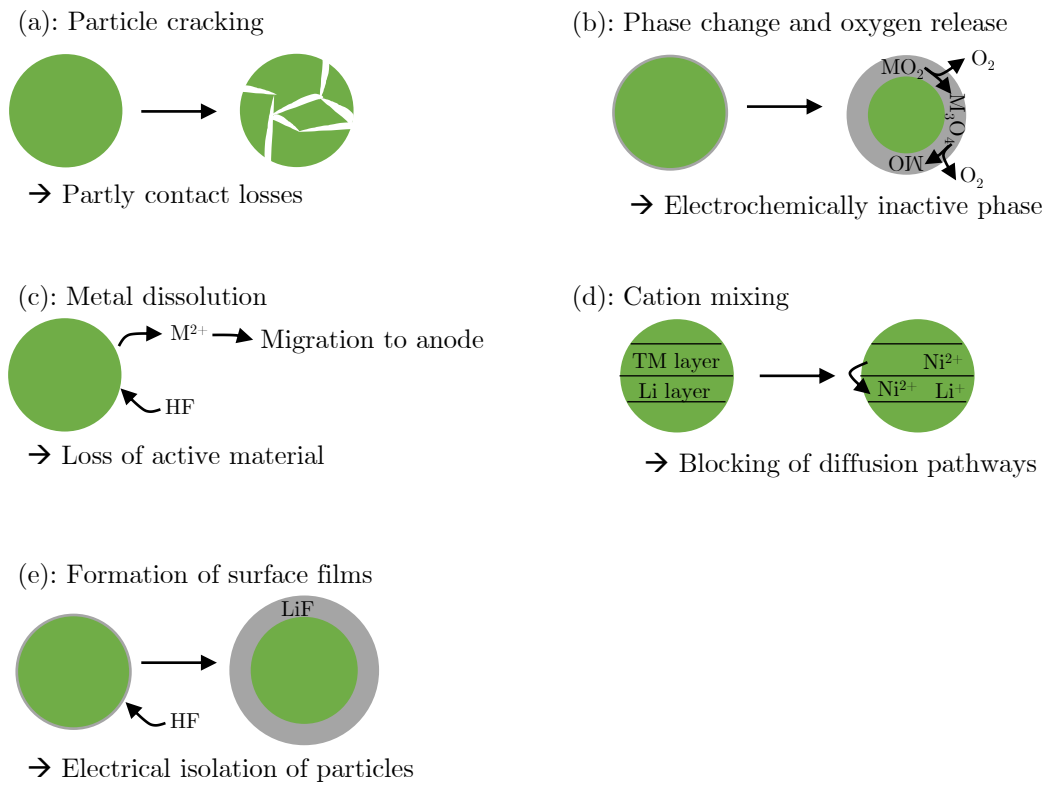 (a): Particle cracking
→ Partly contact losses
(b): Phase change and oxygen release
MO₂
O₂
M₃O₄
MO
O₂
→ Electrochemically inactive phase
(c): Metal dissolution
M²⁺
Migration to anode
HF
→ Loss of active material
(d): Cation mixing
TM layer
Li layer
Ni²⁺
Ni²⁺ Li⁺
→ Blocking of diffusion pathways
(e): Formation of surface films
LiF
HF
→ Electrical isolation of particles